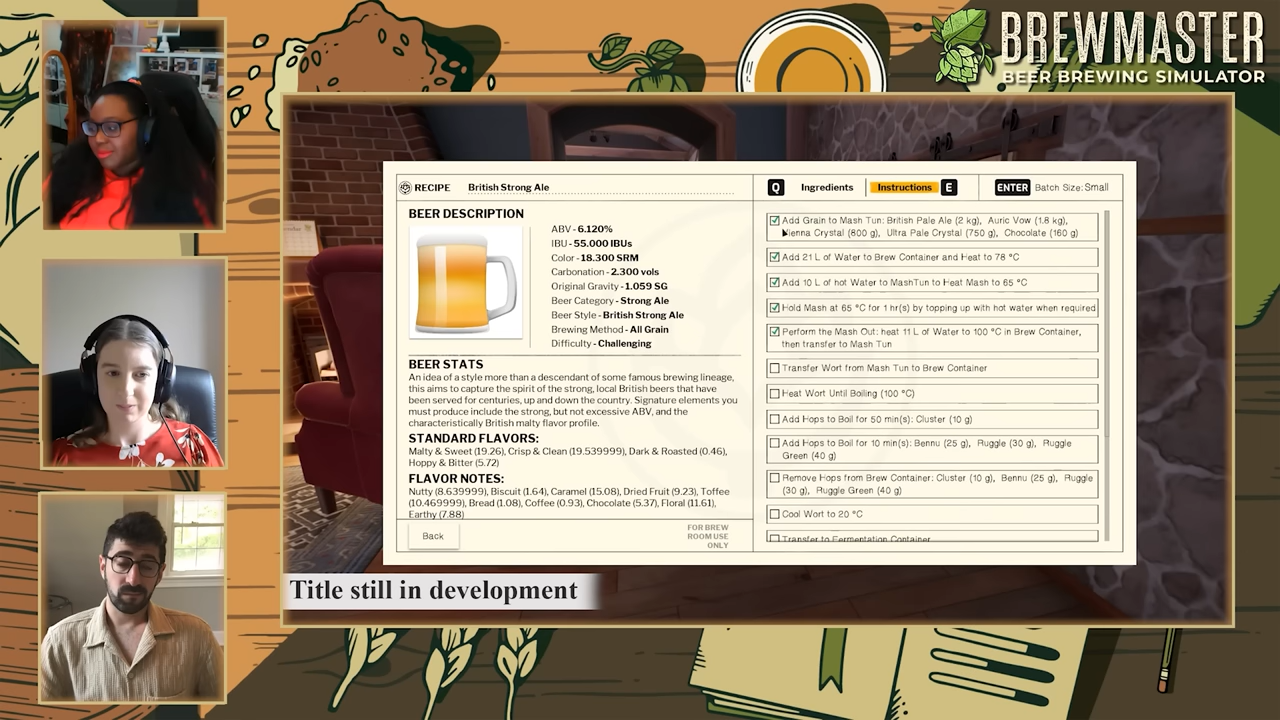 BREWMASTER
BEER BREWING SIMULATOR
RECIPE British Strong Ale
Q Ingredients Instructions E ENTER Batch Size: Small
BEER DESCRIPTION
ABV - 6.120%
IBU - 55.000 IBUs
Color - 18.300 SRM
Carbonation - 2.300 vols
Original Gravity - 1.059 SG
Beer Category - Strong Ale
Beer Style - British Strong Ale
Brewing Method - All Grain
Difficulty - Challenging
BEER STATS
An idea of a style more than a descendant of some famous brewing lineage,
this aims to capture the spirit of the strong, local British beers that have
been served for centuries, up and down the country. Signature elements you
must produce include the strong, but not excessive ABV, and the
characteristically British malty flavor profile.
STANDARD FLAVORS:
Malty & Sweet (19.26), Crisp & Clean (19.539999), Dark & Roasted (0.46),
Hoppy & Bitter (5.72)
FLAVOR NOTES:
Nutty (8.639999), Biscuit (1.64), Caramel (15.08), Dried Fruit (9.23), Toffee
(10.469999), Bread (1.08), Coffee (0.93), Chocolate (5.37), Floral (11.61),
Earthy (7.88)
Back
FOR BREW
ROOM USE
ONLY
Add Grain to Mash Tun: British Pale Ale (2 kg), Auric Vow (1.8 kg),
Vienna Crystal (800 g), Ultra Pale Crystal (750 g), Chocolate (160 g)
Add 21 L of Water to Brew Container and Heat to 78 °C
Add 10 L of hot Water to MashTun to Heat Mash to 65 °C
Hold Mash at 65 °C for 1 hr(s) by topping up with hot water when required
Perform the Mash Out: heat 11 L of Water to 100 °C in Brew Container,
then transfer to Mash Tun
Transfer Wort from Mash Tun to Brew Container
Heat Wort Until Boiling (100 °C)
Add Hops to Boil for 50 min(s): Cluster (10 g)
Add Hops to Boil for 10 min(s): Bennu (25 g), Ruggle (30 g), Ruggle
Green (40 g)
Remove Hops from Brew Container: Cluster (10 g), Bennu (25 g), Ruggle
(30 g), Ruggle Green (40 g)
Cool Wort to 20 °C
Transfer to Fermentation Container
Title still in development